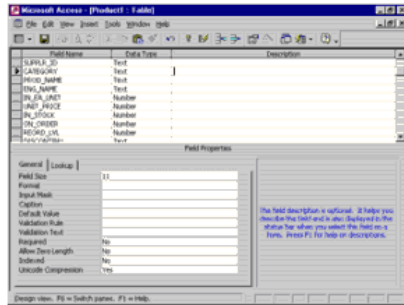 Microsoft Access - [Product1 : Table]
File Edit View Insert Tools Window Help
Field Name Data Type Description
SUPPLR_ID Text
CATEGORY Text
PROD_NAME Text
ENG_NAME Text
Number
UNIT_PRICE Number
IN_STOCK Number
ON_ORDER Number
Number
Field Properties
General Lookup
Field Size 11
Format
Input Mask
Caption
Default Value
Validation Rule
Validation Text
Required No
Allow Zero Length No
Indexed No
Unicode Compression Yes
The field description is optional. It helps you
describe the field and is also displayed in the
status bar when you select this field on a
form. Press F1 for help on descriptions.
Design view. F6 = Switch panes. F1 = Help.